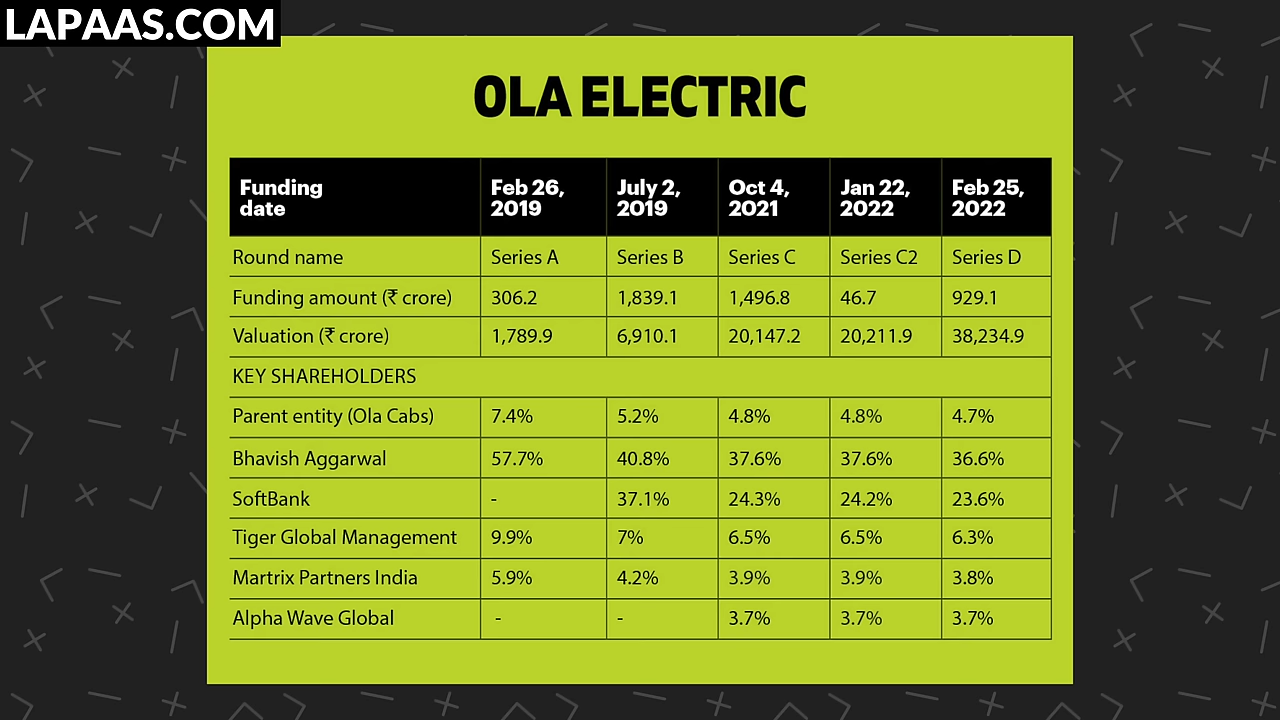 LAPAAS.COM
OLA ELECTRIC
Funding date Feb 26, 2019 July 2, 2019 Oct 4, 2021 Jan 22, 2022 Feb 25, 2022
Round name Series A Series B Series C Series C2 Series D
Funding amount (₹ crore) 306.2 1,839.1 1,496.8 46.7 929.1
Valuation (₹ crore) 1,789.9 6,910.1 20,147.2 20,211.9 38,234.9
KEY SHAREHOLDERS
Parent entity (Ola Cabs) 7.4% 5.2% 4.8% 4.8% 4.7%
Bhavish Aggarwal 57.7% 40.8% 37.6% 37.6% 36.6%
SoftBank - 37.1% 24.3% 24.2% 23.6%
Tiger Global Management 9.9% 7% 6.5% 6.5% 6.3%
Martrix Partners India 5.9% 4.2% 3.9% 3.9% 3.8%
Alpha Wave Global - - 3.7% 3.7% 3.7%